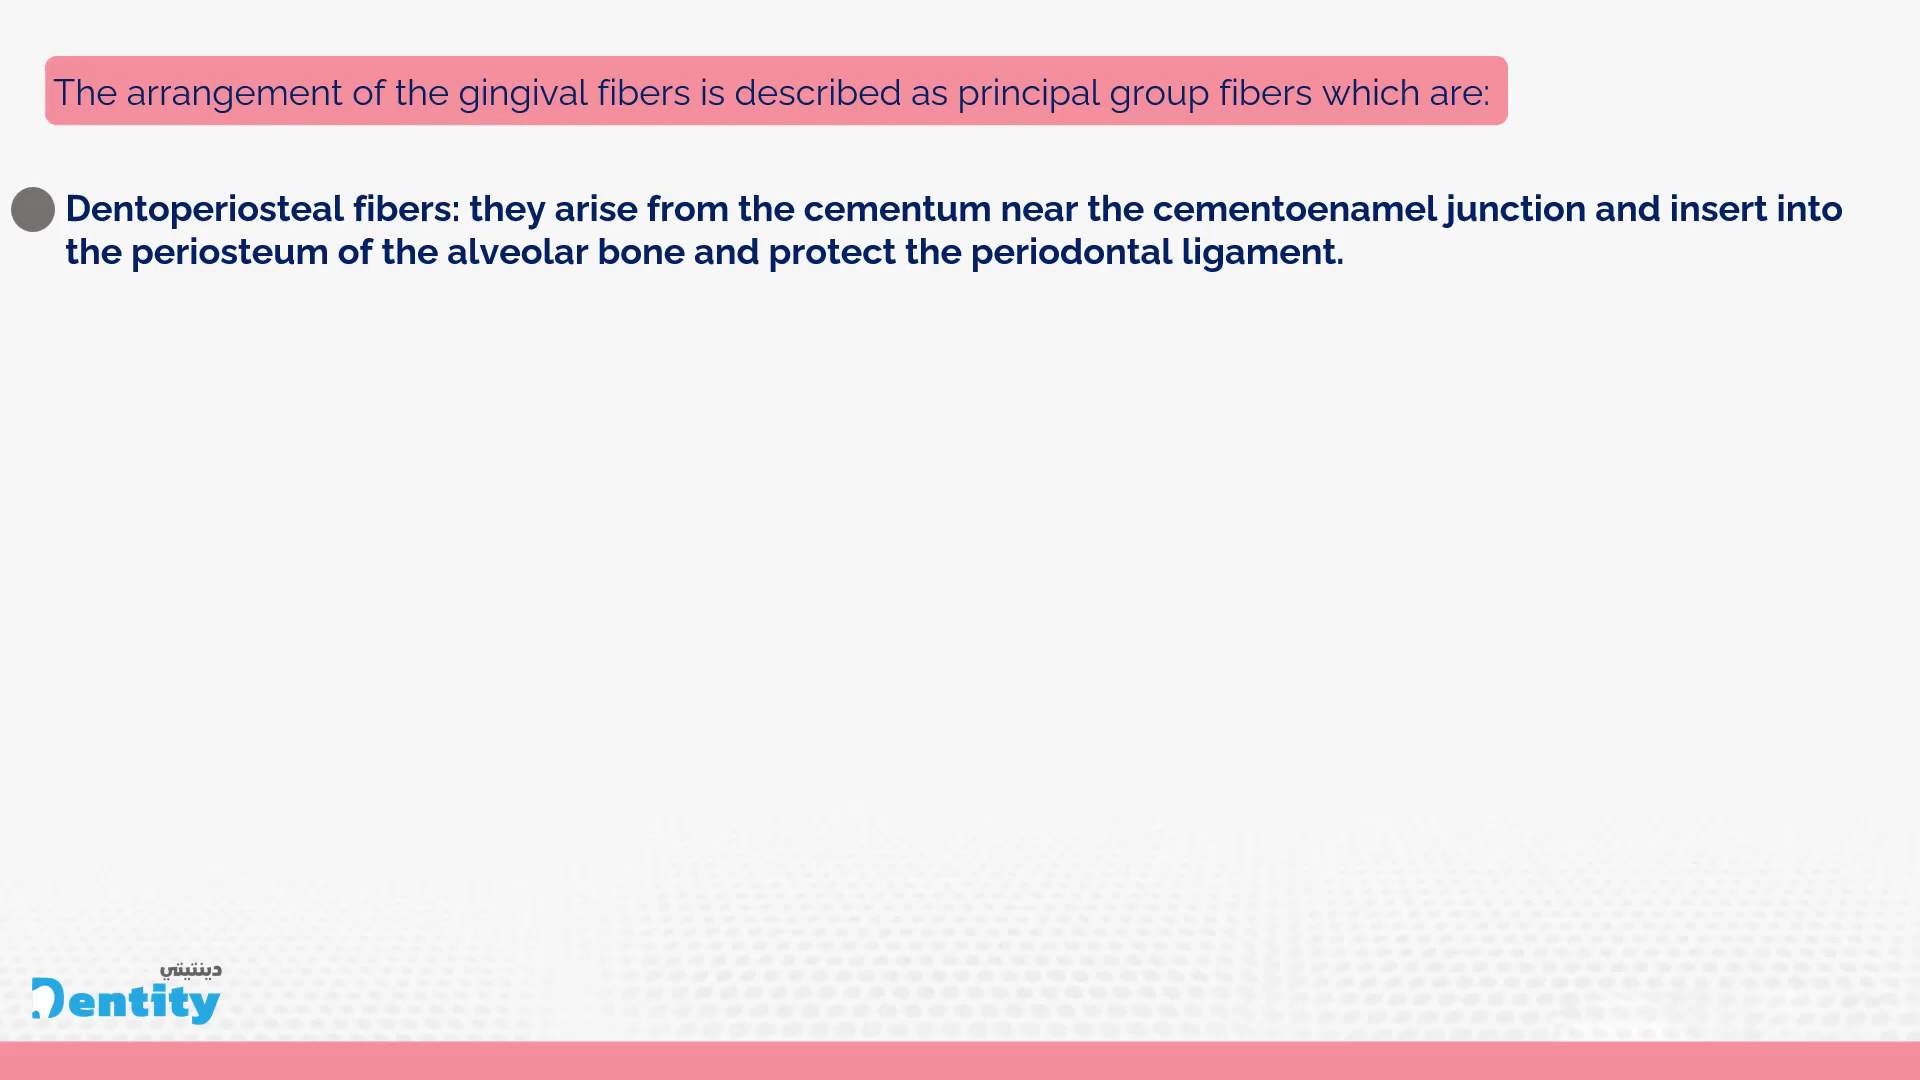 The arrangement of the gingival fibers is described as principal group fibers which are:
Dentoperiosteal fibers: they arise from the cementum near the cementoenamel junction and insert into
the periosteum of the alveolar bone and protect the periodontal ligament.
دينتيتي
Dentity